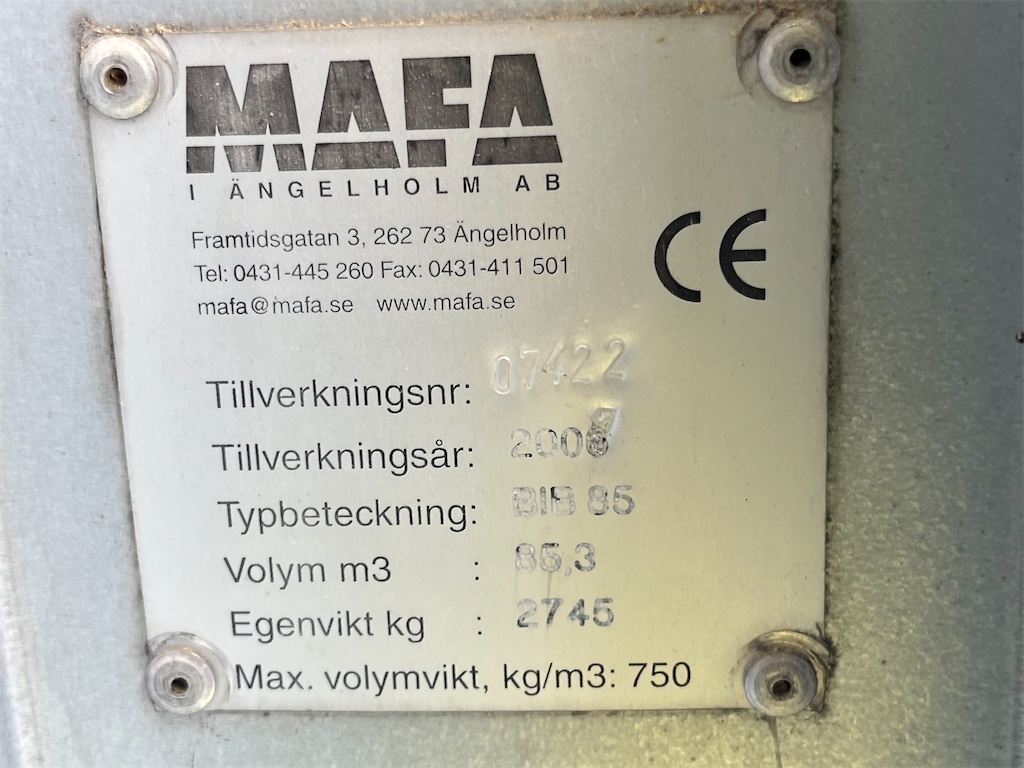 MAFA
I ÄNGELHOLM AB
Framtidsgatan 3, 262 73 Ängelholm
Tel: 0431-445 260 Fax: 0431-411 501
mafa@mafa.se www.mafa.se
CE
Tillverkningsnr: 07422
Tillverkningsår:
Typbeteckning: BIB 85
Volym m3 : 85,3
Egenvikt kg : 2745
Max. volymvikt, kg/m3: 750